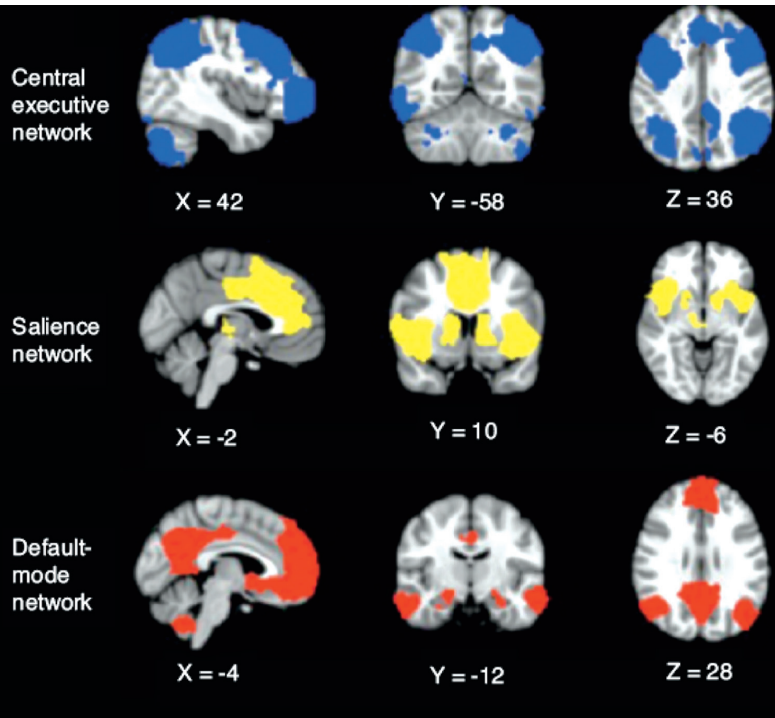 Central
executive
network
X = 42
Y = -58
Z = 36
Salience
network
X = -2
Y = 10
Z = -6
Default-
mode
network
X = -4
Y = -12
Z = 28